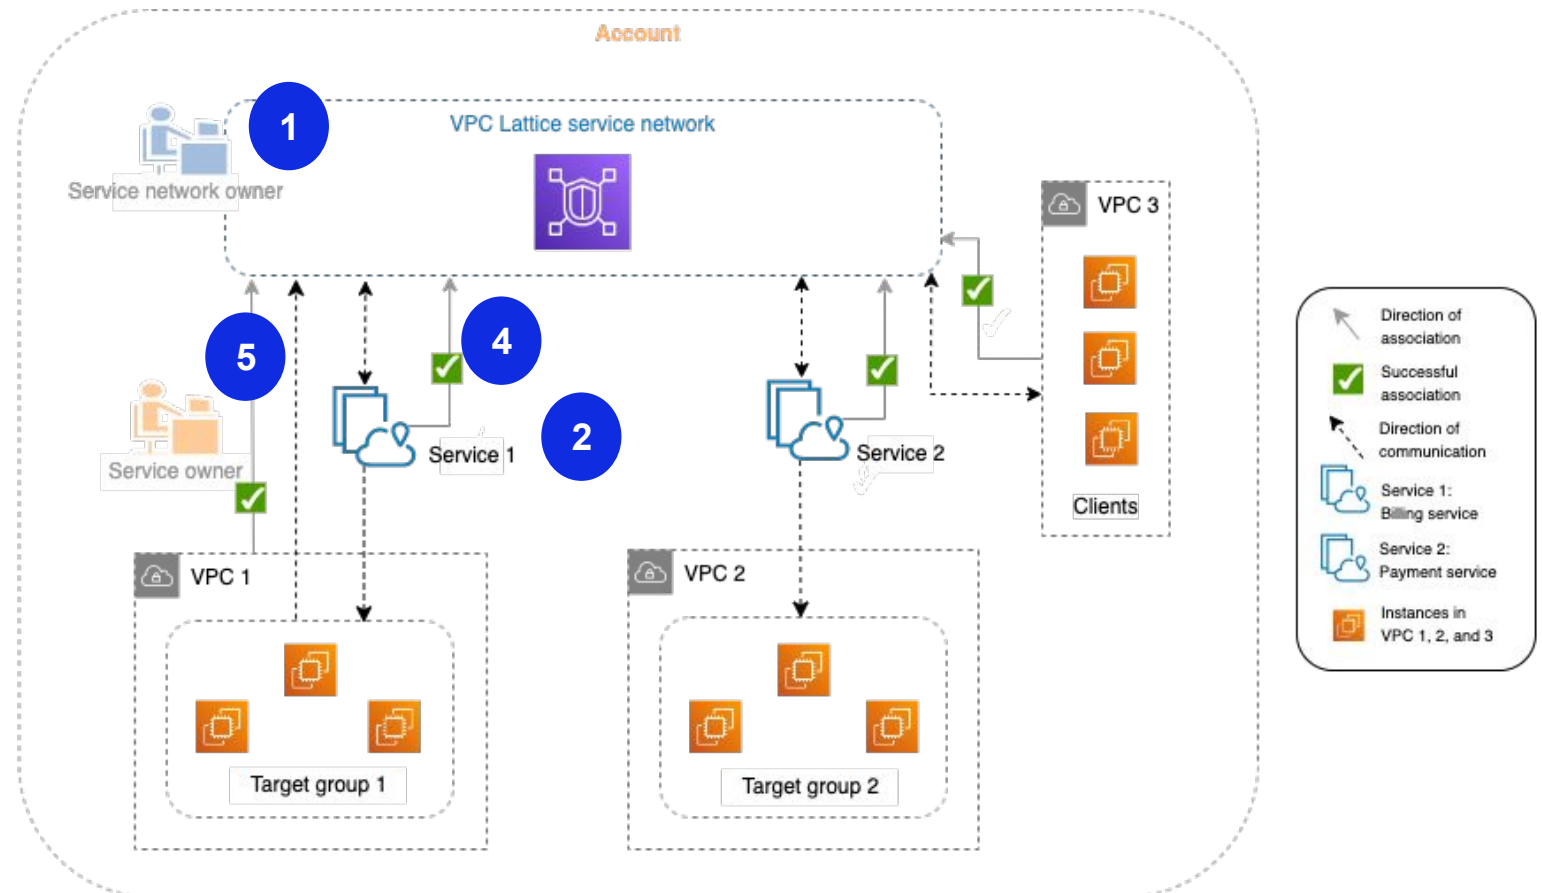 Account
1
VPC Lattice service network
Service network owner
VPC 3
5
4
2
Service owner
Service 1
Service 2
Clients
VPC 1
VPC 2
Target group 1
Target group 2
Direction of
association
Successful
association
Direction of
communication
Service 1:
Billing service
Service 2:
Payment service
Instances in
VPC 1, 2, and 3